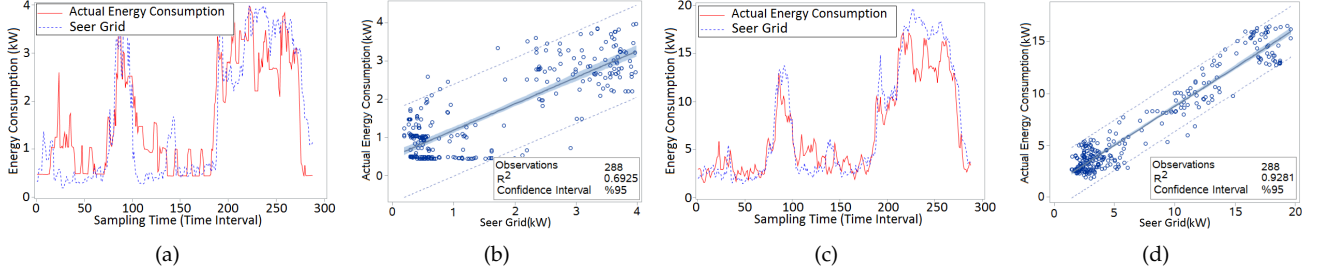 Energy Consumption (kW)
4
3
2
1
0
Actual Energy Consumption
Seer Grid
0 50 100 150 200 250 300
Sampling Time (Time Interval)
(a)
Actual Energy Consumption(kW)
4
3
2
1
0
Observations 288
R2 0.6925
Confidence Interval %95
0 1 2 3 4
Seer Grid(kW)
(b)
Energy Consumption (kW)
20
15
10
5
0
Actual Energy Consumption
Seer Grid
0 50 100 150 200 250 300
Sampling Time (Time Interval)
(c)
Actual Energy Consumption (kW)
15
10
5
0
Observations 288
R2 0.9281
Confidence Interval %95
0 5 10 15 20
Seer Grid(kW)
(d)